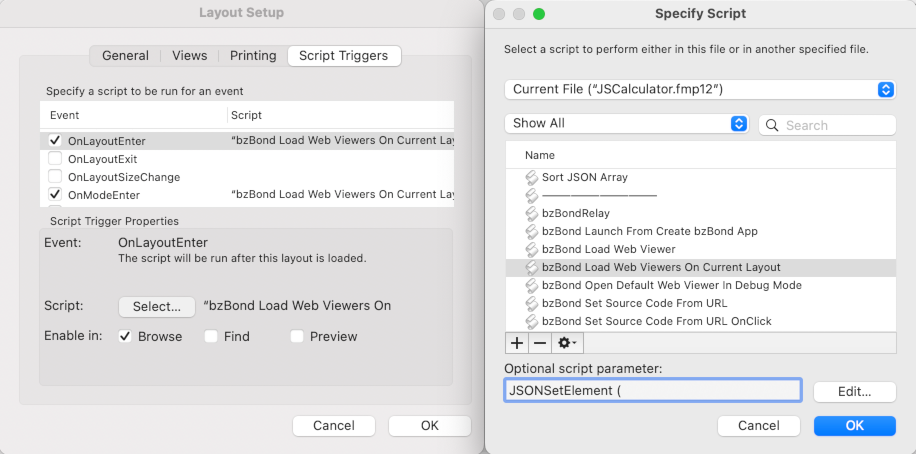 Layout Setup
General
Views
Printing
Script Triggers
Specify a script to be run for an event
Event Script
OnLayoutEnter “bzBond Load Web Viewers On Current Lay
OnLayoutExit
OnLayoutSizeChange
OnModeEnter “bzBond Load Web Viewers On Current Lay
Script Trigger Properties
Event: OnLayoutEnter
The script will be run after this layout is loaded.
Script: Select... “bzBond Load Web Viewers On
Enable in: Browse Find Preview
Cancel OK
Specify Script
Select a script to perform either in this file or in another specified file.
Current File (“JSCalculator.fmp12”)
Show All Search
Name
Sort JSON Array
bzBondRelay
bzBond Launch From Create bzBond App
bzBond Load Web Viewer
bzBond Load Web Viewers On Current Layout
bzBond Open Default Web Viewer In Debug Mode
bzBond Set Source Code From URL
bzBond Set Source Code From URL OnClick
Optional script parameter:
JSONSetElement ( Edit...
Cancel OK